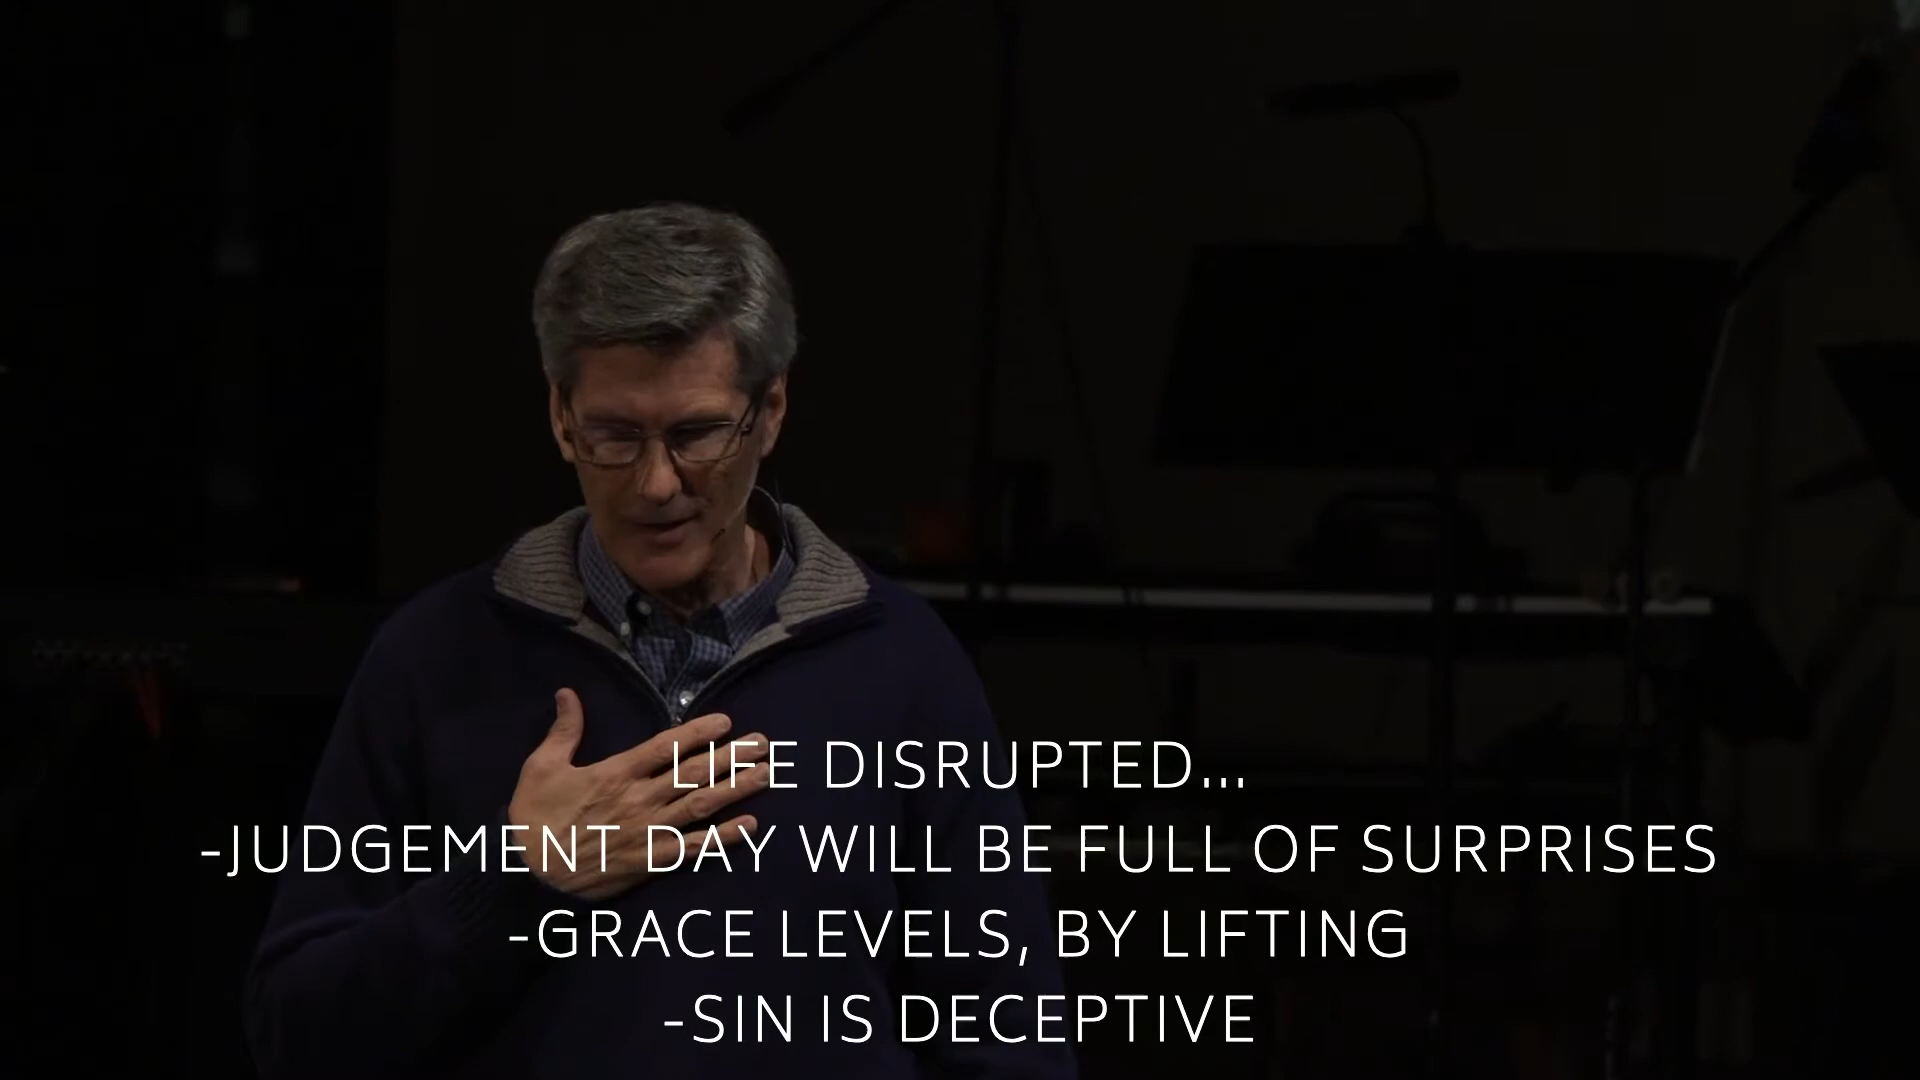 LIFE DISRUPTED...
-JUDGEMENT DAY WILL BE FULL OF SURPRISES
-GRACE LEVELS, BY LIFTING
-SIN IS DECEPTIVE